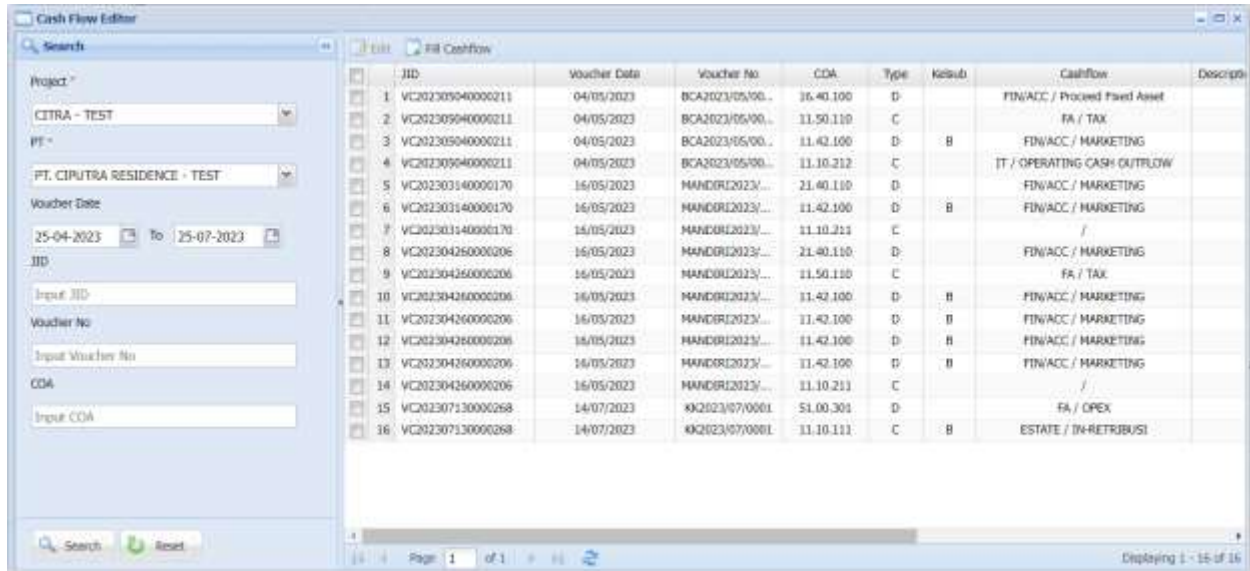 Cash Flow Editor
Search
Project *
CITRA - TEST
PT *
PT. CIPUTRA RESIDENCE - TEST
Voucher Date
25-04-2023 To 25-07-2023
JID
Input JID
Voucher No
Input Voucher No
COA
Input COA
Search Reset
Edit Fill Cashflow
JID Voucher Date Voucher No COA Type Kelsub Cashflow Descripti
1 VC202305040000211 04/05/2023 BCA2023/05/00... 16.40.100 D FIN/ACC / Proceed Fixed Asset
2 VC202305040000211 04/05/2023 BCA2023/05/00... 11.50.110 C FA / TAX
3 VC202305040000211 04/05/2023 BCA2023/05/00... 11.42.100 D B FIN/ACC / MARKETING
4 VC202305040000211 04/05/2023 BCA2023/05/00... 11.10.212 C IT / OPERATING CASH OUTFLOW
5 VC202303140000170 16/05/2023 MANDIRI2023/... 21.40.110 D FIN/ACC / MARKETING
6 VC202303140000170 16/05/2023 MANDIRI2023/... 11.42.100 D B FIN/ACC / MARKETING
7 VC202303140000170 16/05/2023 MANDIRI2023/... 11.10.211 C /
8 VC202304260000206 16/05/2023 MANDIRI2023/... 21.40.110 D FIN/ACC / MARKETING
9 VC202304260000206 16/05/2023 MANDIRI2023/... 11.50.110 C FA / TAX
10 VC202304260000206 16/05/2023 MANDIRI2023/... 11.42.100 D B FIN/ACC / MARKETING
11 VC202304260000206 16/05/2023 MANDIRI2023/... 11.42.100 D B FIN/ACC / MARKETING
12 VC202304260000206 16/05/2023 MANDIRI2023/... 11.42.100 D B FIN/ACC / MARKETING
13 VC202304260000206 16/05/2023 MANDIRI2023/... 11.42.100 D B FIN/ACC / MARKETING
14 VC202304260000206 16/05/2023 MANDIRI2023/... 11.10.211 C /
15 VC202307130000268 14/07/2023 KK2023/07/0001 51.00.301 D FA / OPEX
16 VC202307130000268 14/07/2023 KK2023/07/0001 11.10.111 C B ESTATE / IN-RETRIBUSI
Page 1 of 1
Displaying 1 - 16 of 16